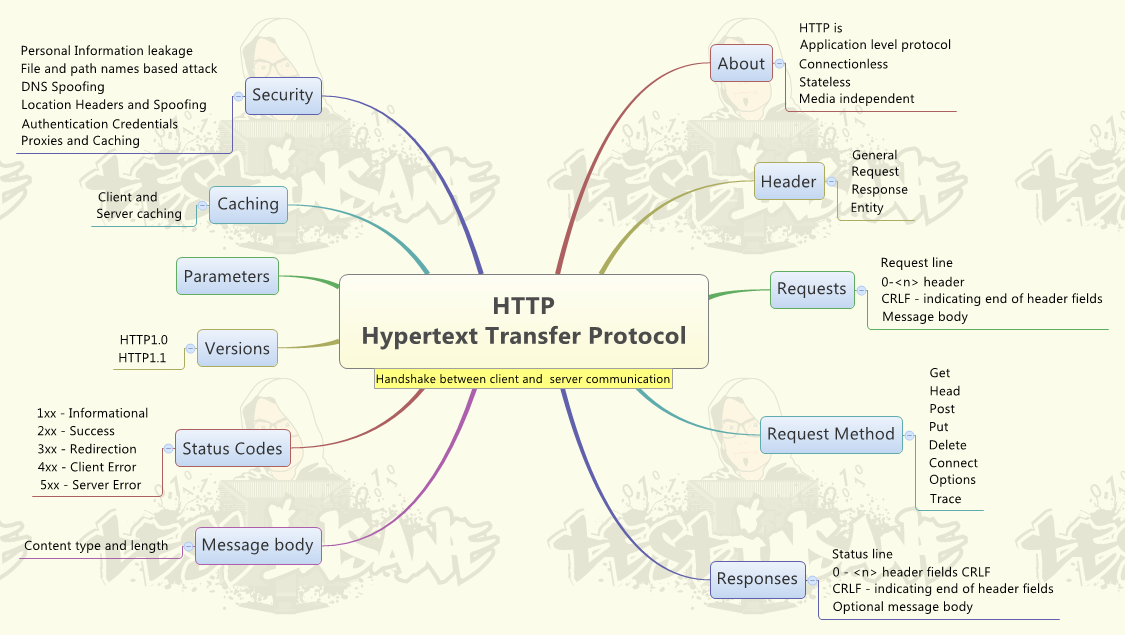 HTTP
Hypertext Transfer Protocol
Handshake between client and server communication
About
HTTP is
Application level protocol
Connectionless
Stateless
Media independent
Header
General
Request
Response
Entity
Requests
Request line
0-<n> header
CRLF - indicating end of header fields
Message body
Request Method
Get
Head
Post
Put
Delete
Connect
Options
Trace
Responses
Status line
0 - <n> header fields CRLF
CRLF - indicating end of header fields
Optional message body
Security
Personal Information leakage
File and path names based attack
DNS Spoofing
Location Headers and Spoofing
Authentication Credentials
Proxies and Caching
Caching
Client and
Server caching
Parameters
Versions
HTTP1.0
HTTP1.1
Status Codes
1xx - Informational
2xx - Success
3xx - Redirection
4xx - Client Error
5xx - Server Error
Message body
Content type and length